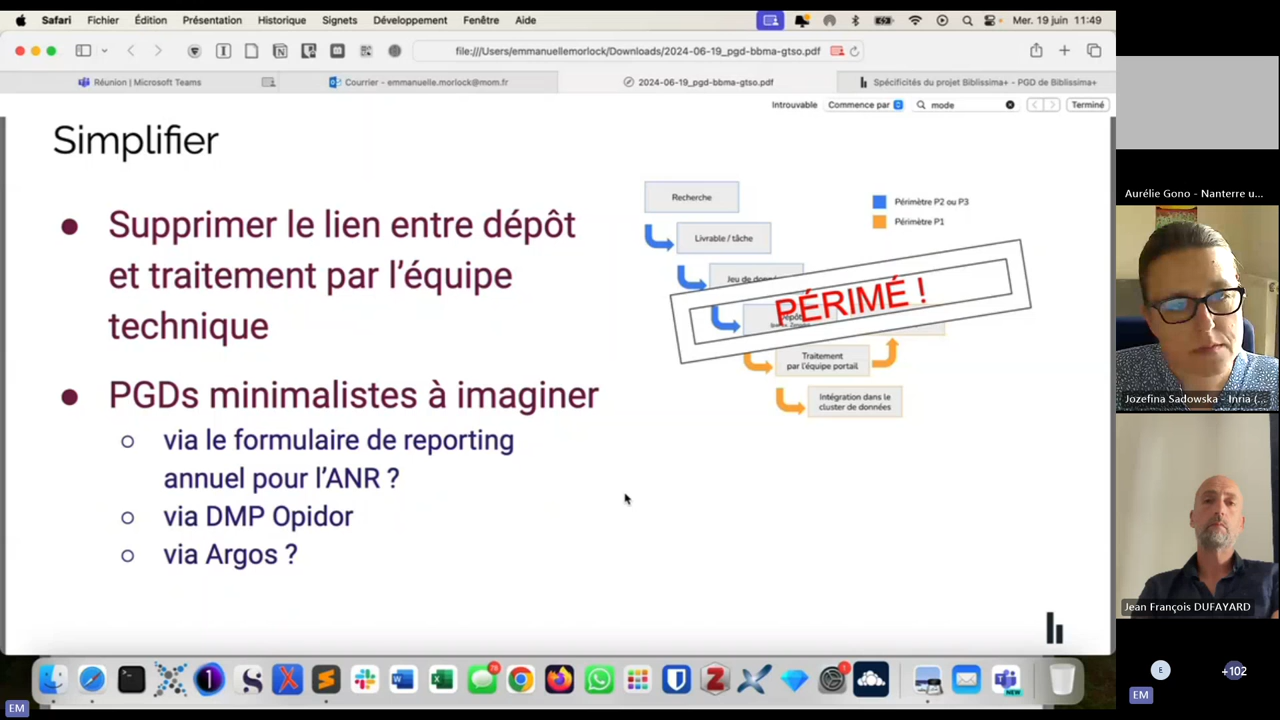 Safari Fichier Édition Présentation Historique Signets Développement Fenêtre Aide Mer. 19 juin 11:49
file:///Users/emmanuellemorlock/Downloads/2024-06-19_pgd-bbma-gtso.pdf
Réunion | Microsoft Teams
Courrier - emmanuelle.morlock@mom.fr
2024-06-19_pgd-bbma-gtso.pdf
Spécificités du projet Biblissima+ - PGD de Biblissima+
Introuvable Commence par mode Terminé
Simplifier
● Supprimer le lien entre dépôt
et traitement par l'équipe
technique
● PGDs minimalistes à imaginer
○ via le formulaire de reporting
annuel pour l'ANR ?
○ via DMP Opidor
○ via Argos ?
Recherche
Livrable / tâche
Jeu de donn
Périmètre P2 ou P3
Périmètre P1
PÉRIMÉ !
Traitement
par l'équipe portail
Intégration dans le
cluster de données
Aurélie Gono - Nanterre u...
Jozefina Sadowska - Inria (...
Jean François DUFAYARD
E
+102
EM
EM
NEW